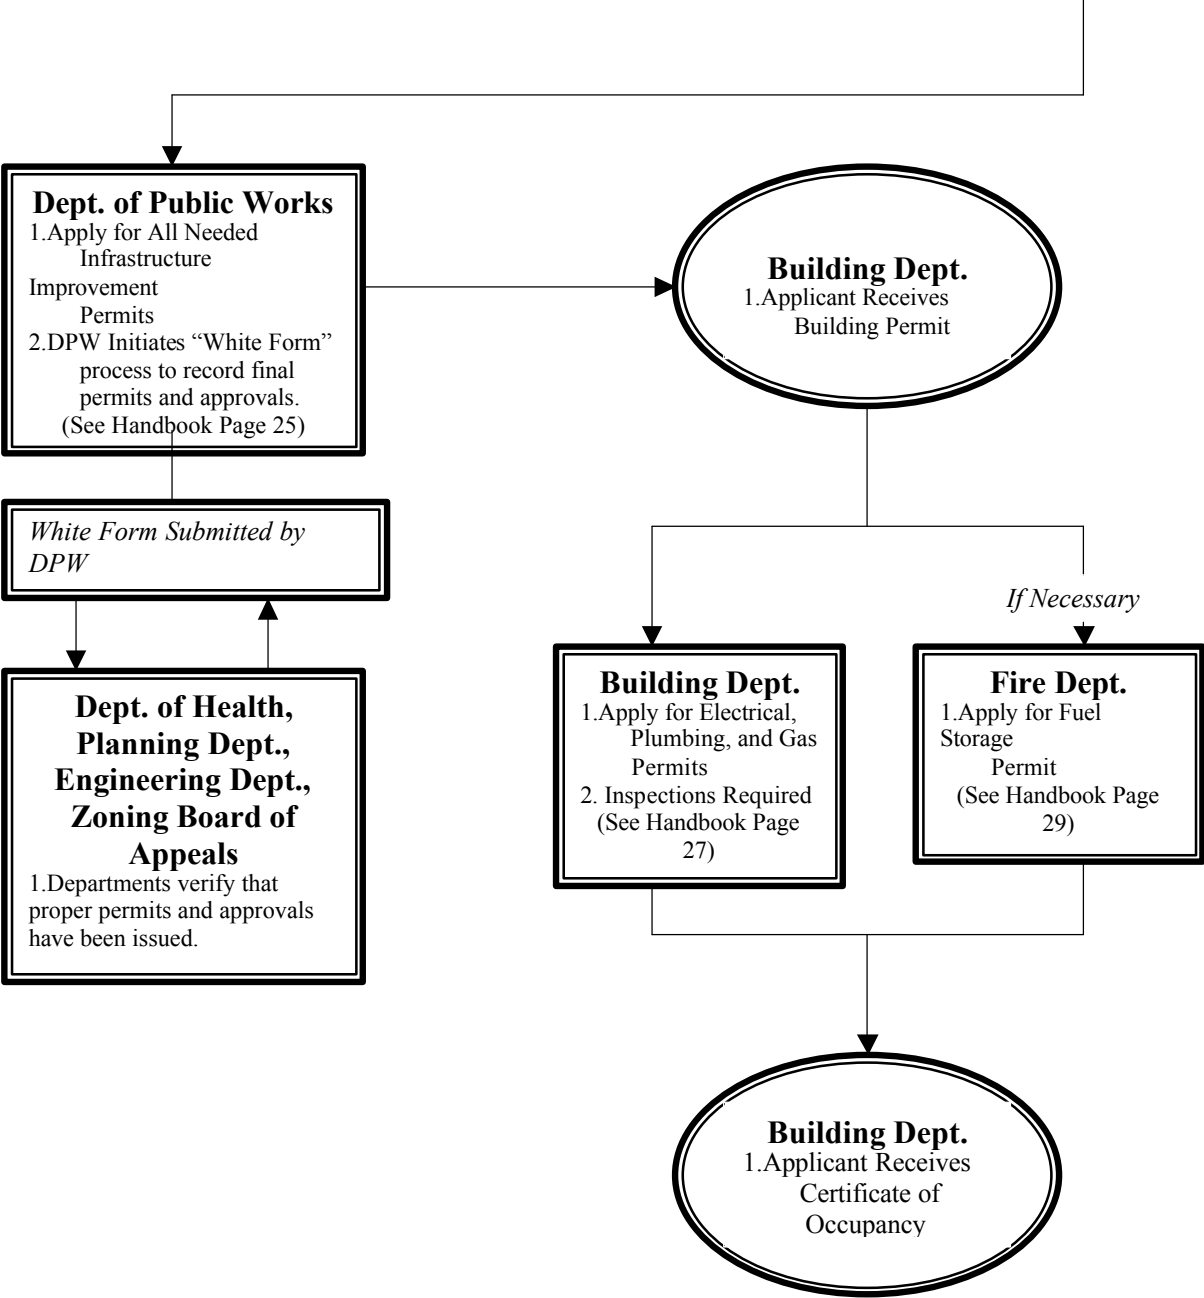 Dept. of Public Works
1.Apply for All Needed
Infrastructure
Improvement
Permits
2.DPW Initiates “White Form”
process to record final
permits and approvals.
(See Handbook Page 25)
White Form Submitted by
DPW
Dept. of Health,
Planning Dept.,
Engineering Dept.,
Zoning Board of
Appeals
1.Departments verify that
proper permits and approvals
have been issued.
Building Dept.
1.Applicant Receives
Building Permit
If Necessary
Building Dept.
1.Apply for Electrical,
Plumbing, and Gas
Permits
2. Inspections Required
(See Handbook Page
27)
Fire Dept.
1.Apply for Fuel
Storage
Permit
(See Handbook Page
29)
Building Dept.
1.Applicant Receives
Certificate of
Occupancy